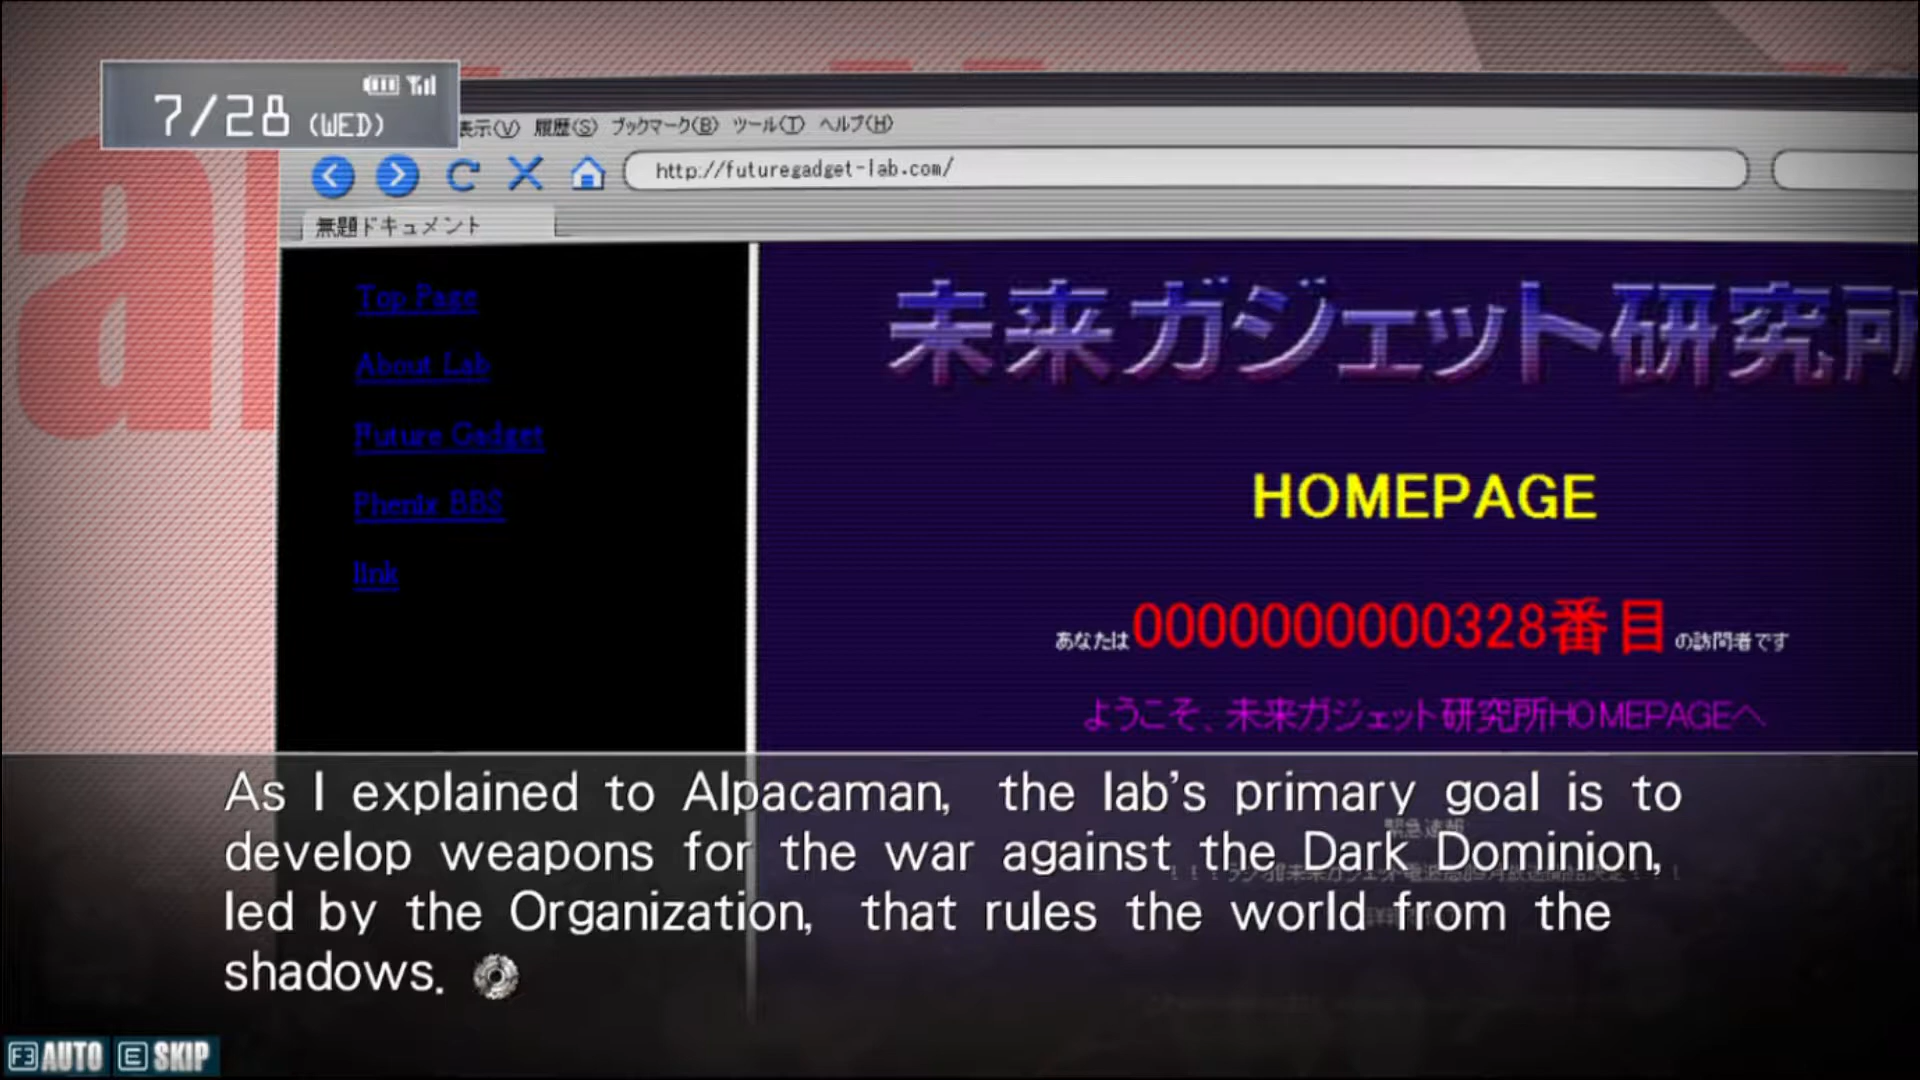 7/28 (WED)
表示(V) 履歴(S) ブックマーク(B) ツール(T) ヘルプ(H)
http://futuregadget-lab.com/
無題ドキュメント
Top Page
About Lab
Future Gadget
Phenix BBS
link
未来ガジェット研究所
HOMEPAGE
あなたは0000000000328番目の訪問者です
ようこそ、未来ガジェット研究所HOMEPAGEへ
緊急速報
As I explained to Alpacaman, the lab's primary goal is to
develop weapons for the war against the Dark Dominion,
led by the Organization, that rules the world from the
shadows.
F3 AUTO E SKIP